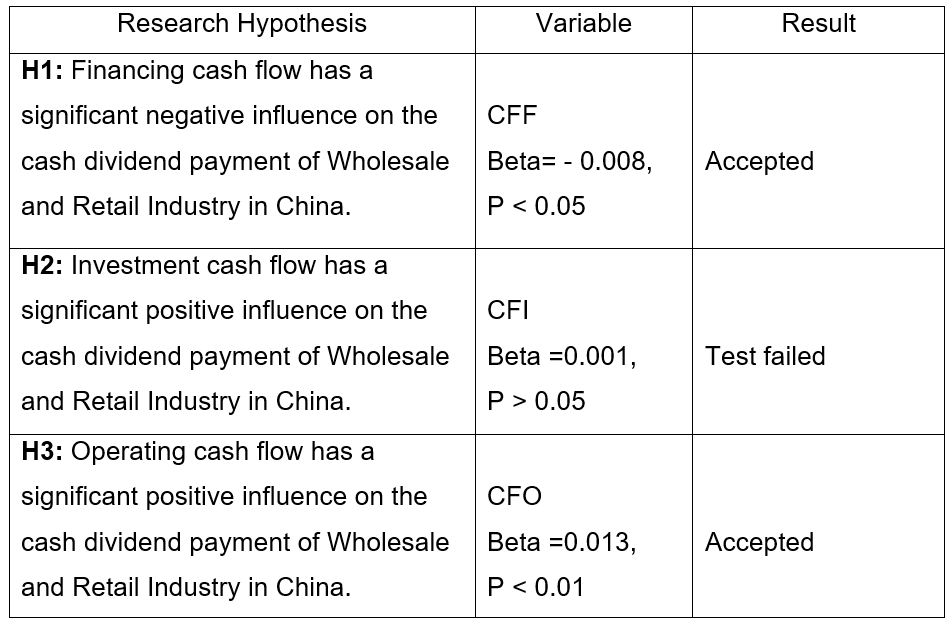 Research Hypothesis Variable Result
H1: Financing cash flow has a
significant negative influence on the
cash dividend payment of Wholesale
and Retail Industry in China.
CFF
Beta= - 0.008,
P < 0.05
Accepted
H2: Investment cash flow has a
significant positive influence on the
cash dividend payment of Wholesale
and Retail Industry in China.
CFI
Beta =0.001,
P > 0.05
Test failed
H3: Operating cash flow has a
significant positive influence on the
cash dividend payment of Wholesale
and Retail Industry in China.
CFO
Beta =0.013,
P < 0.01
Accepted